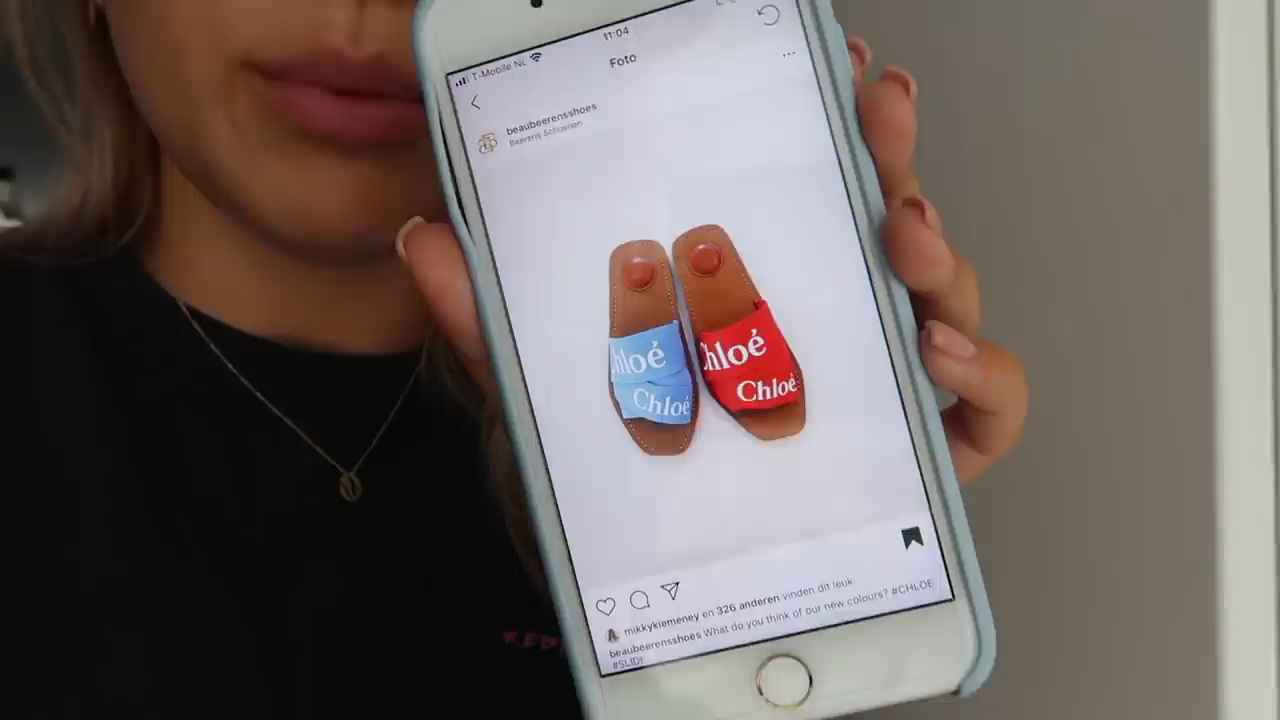 T-Mobile NL
11:04
Foto
beaubeerensshoes
Beerens Schoenen
Chloé
Chloé
hloé
Chloé
mikkykiemeney en 326 anderen vinden dit leuk
beaubeerensshoes What do you think of our new colours? #CHLOE
#SLIDE